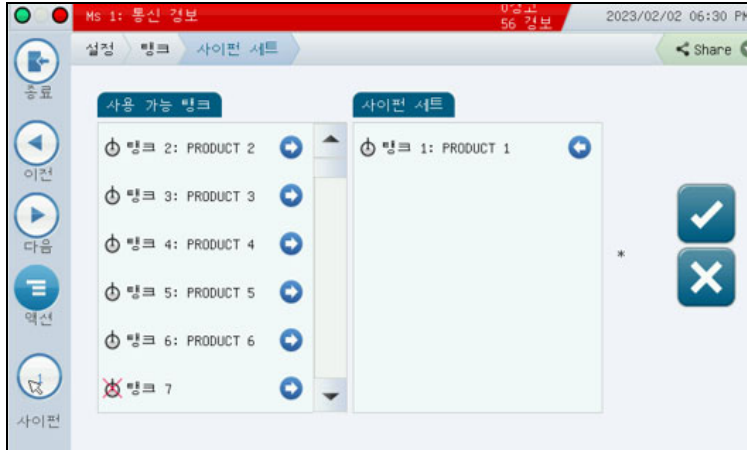 Ms 1: 통신 경보
0경고
56 경보
2023/02/02 06:30 PM
설정
탱크
사이펀 세트
Share
종료
이전
다음
액션
사이펀
사용 가능 탱크
탱크 2: PRODUCT 2
탱크 3: PRODUCT 3
탱크 4: PRODUCT 4
탱크 5: PRODUCT 5
탱크 6: PRODUCT 6
탱크 7
사이펀 세트
탱크 1: PRODUCT 1
*